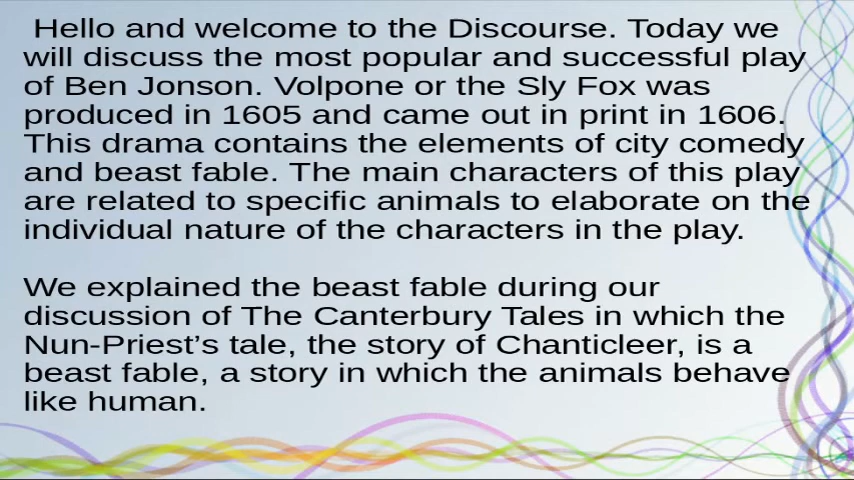 Hello and welcome to the Discourse. Today we
will discuss the most popular and successful play
of Ben Jonson. Volpone or the Sly Fox was
produced in 1605 and came out in print in 1606.
This drama contains the elements of city comedy
and beast fable. The main characters of this play
are related to specific animals to elaborate on the
individual nature of the characters in the play.
We explained the beast fable during our
discussion of The Canterbury Tales in which the
Nun-Priest’s tale, the story of Chanticleer, is a
beast fable, a story in which the animals behave
like human.